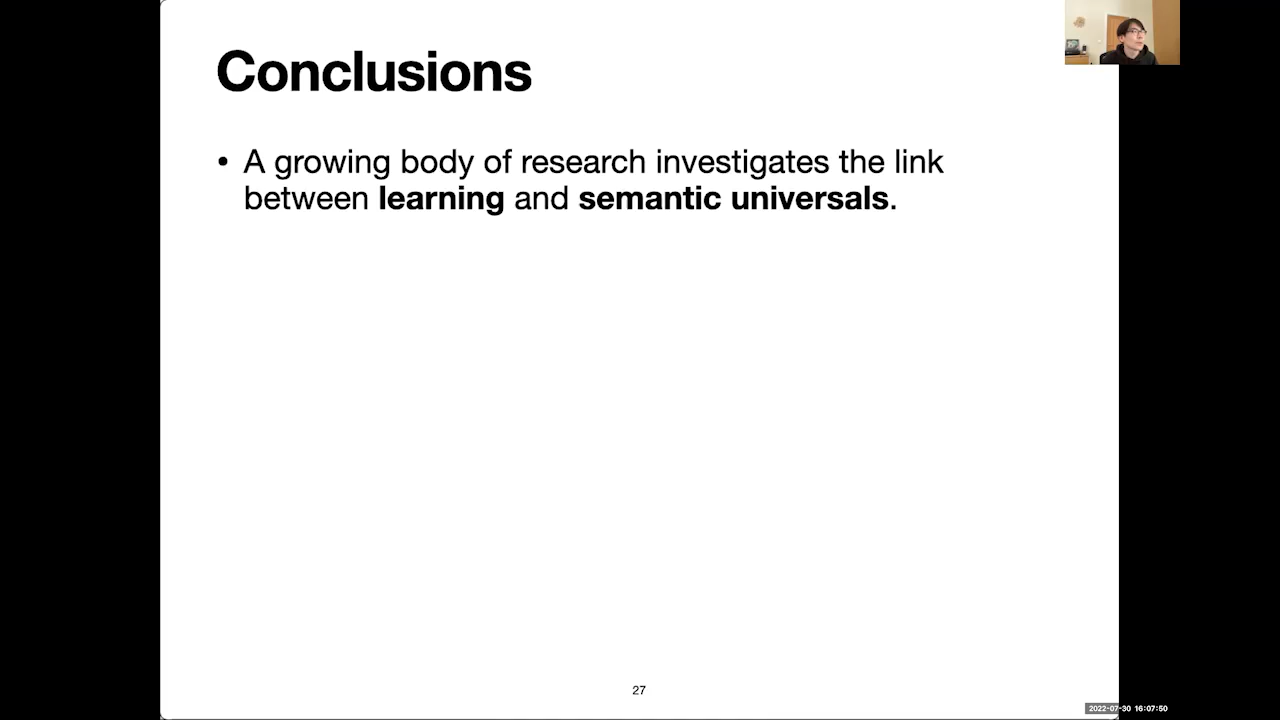 Conclusions
• A growing body of research investigates the link
between learning and semantic universals.
27
2022-07-30 16:07:50